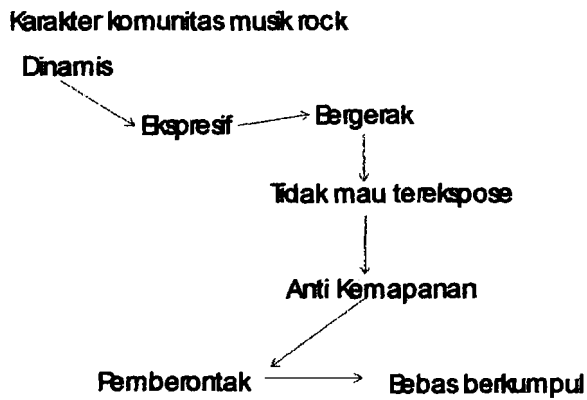 Karakter komunitas musik rock
Dinamis
Ekspresif
Bergerak
Tidak mau terekspose
Anti Kemapanan
Pemberontak
Bebas berkumpul